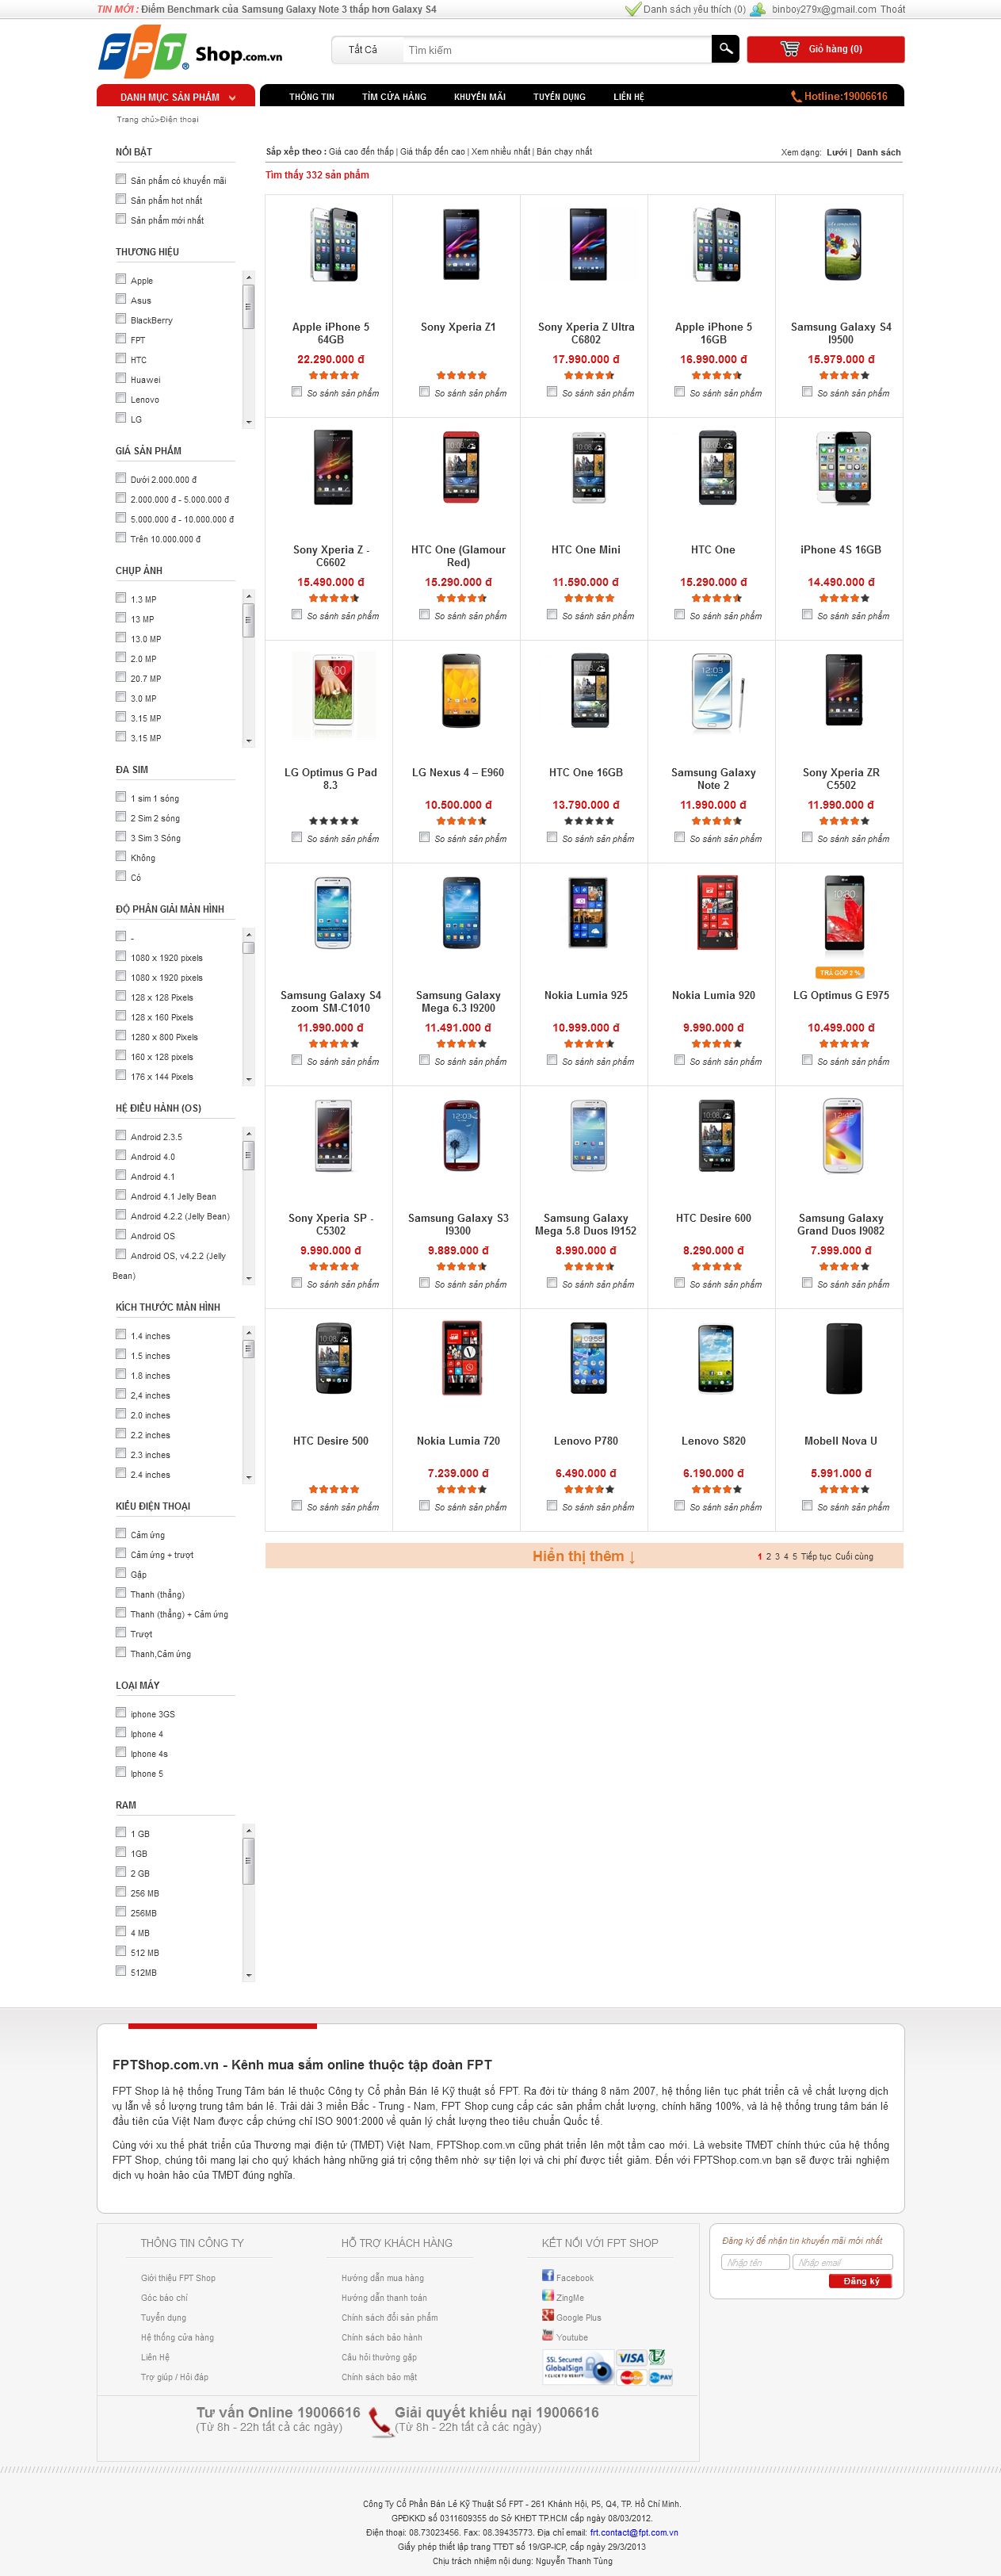 TIN MỚI : Điểm Benchmark của Samsung Galaxy Note 3 thấp hơn Galaxy S4
Danh sách yêu thích (0) binboy279x@gmail.com Thoát
FPT Shop.com.vn
Tất Cả Tìm kiếm
Giỏ hàng (0)
DANH MỤC SẢN PHẨM
THÔNG TIN TÌM CỬA HÀNG KHUYẾN MÃI TUYỂN DỤNG LIÊN HỆ
Hotline:19006616
Trang chủ>Điện thoại
NỔI BẬT
Sản phẩm có khuyến mãi
Sản phẩm hot nhất
Sản phẩm mới nhất
THƯƠNG HIỆU
Apple
Asus
BlackBerry
FPT
HTC
Huawei
Lenovo
LG
GIÁ SẢN PHẨM
Dưới 2.000.000 đ
2.000.000 đ - 5.000.000 đ
5.000.000 đ - 10.000.000 đ
Trên 10.000.000 đ
CHỤP ẢNH
1.3 MP
13 MP
13.0 MP
2.0 MP
20.7 MP
3.0 MP
3.15 MP
3.15 MP
ĐA SIM
1 sim 1 sóng
2 Sim 2 sóng
3 Sim 3 Sóng
Không
Có
ĐỘ PHÂN GIẢI MÀN HÌNH
-
1080 x 1920 pixels
1080 x 1920 pixels
128 x 128 Pixels
128 x 160 Pixels
1280 x 800 Pixels
160 x 128 pixels
176 x 144 Pixels
HỆ ĐIỀU HÀNH (OS)
Android 2.3.5
Android 4.0
Android 4.1
Android 4.1 Jelly Bean
Android 4.2.2 (Jelly Bean)
Android OS
Android OS, v4.2.2 (Jelly
Bean)
KÍCH THƯỚC MÀN HÌNH
1.4 inches
1.5 inches
1.8 inches
2,4 inches
2.0 inches
2.2 inches
2.3 inches
2.4 inches
KIỂU ĐIỆN THOẠI
Cảm ứng
Cảm ứng + trượt
Gập
Thanh (thẳng)
Thanh (thẳng) + Cảm ứng
Trượt
Thanh,Cảm ứng
LOẠI MÁY
iphone 3GS
Iphone 4
Iphone 4s
Iphone 5
RAM
1 GB
1GB
2 GB
256 MB
256MB
4 MB
512 MB
512MB
Sắp xếp theo : Giá cao đến thấp | Giá thấp đến cao | Xem nhiều nhất | Bán chạy nhất
Xem dạng: Lưới | Danh sách
Tìm thấy 332 sản phẩm
Apple iPhone 5 64GB
22.290.000 đ
So sánh sản phẩm
Sony Xperia Z1
So sánh sản phẩm
Sony Xperia Z Ultra C6802
17.990.000 đ
So sánh sản phẩm
Apple iPhone 5 16GB
16.990.000 đ
So sánh sản phẩm
Samsung Galaxy S4 I9500
15.979.000 đ
So sánh sản phẩm
Sony Xperia Z - C6602
15.490.000 đ
So sánh sản phẩm
HTC One (Glamour Red)
15.290.000 đ
So sánh sản phẩm
HTC One Mini
11.590.000 đ
So sánh sản phẩm
HTC One
15.290.000 đ
So sánh sản phẩm
iPhone 4S 16GB
14.490.000 đ
So sánh sản phẩm
LG Optimus G Pad 8.3
So sánh sản phẩm
LG Nexus 4 – E960
10.500.000 đ
So sánh sản phẩm
HTC One 16GB
13.790.000 đ
So sánh sản phẩm
Samsung Galaxy Note 2
11.990.000 đ
So sánh sản phẩm
Sony Xperia ZR C5502
11.990.000 đ
So sánh sản phẩm
Samsung Galaxy S4 zoom SM-C1010
11.990.000 đ
So sánh sản phẩm
Samsung Galaxy Mega 6.3 I9200
11.491.000 đ
So sánh sản phẩm
Nokia Lumia 925
10.999.000 đ
So sánh sản phẩm
Nokia Lumia 920
9.990.000 đ
So sánh sản phẩm
TRẢ GÓP 2 %
LG Optimus G E975
10.499.000 đ
So sánh sản phẩm
Sony Xperia SP - C5302
9.990.000 đ
So sánh sản phẩm
Samsung Galaxy S3 I9300
9.889.000 đ
So sánh sản phẩm
Samsung Galaxy Mega 5.8 Duos I9152
8.990.000 đ
So sánh sản phẩm
HTC Desire 600
8.290.000 đ
So sánh sản phẩm
Samsung Galaxy Grand Duos I9082
7.999.000 đ
So sánh sản phẩm
HTC Desire 500
So sánh sản phẩm
Nokia Lumia 720
7.239.000 đ
So sánh sản phẩm
Lenovo P780
6.490.000 đ
So sánh sản phẩm
Lenovo S820
6.190.000 đ
So sánh sản phẩm
Mobell Nova U
5.991.000 đ
So sánh sản phẩm
Hiển thị thêm ↓
1 2 3 4 5 Tiếp tục Cuối cùng
FPTShop.com.vn - Kênh mua sắm online thuộc tập đoàn FPT
FPT Shop là hệ thống Trung Tâm bán lẻ thuộc Công ty Cổ phần Bán lẻ Kỹ thuật số FPT. Ra đời từ tháng 8 năm 2007, hệ thống liên tục phát triển cả về chất lượng dịch
vụ lẫn về số lượng trung tâm bán lẻ. Trải dài 3 miền Bắc - Trung - Nam, FPT Shop cung cấp các sản phẩm chất lượng, chính hãng 100%, và là hệ thống trung tâm bán lẻ
đầu tiên của Việt Nam được cấp chứng chỉ ISO 9001:2000 về quản lý chất lượng theo tiêu chuẩn Quốc tế.
Cùng với xu thế phát triển của Thương mại điện tử (TMĐT) Việt Nam, FPTShop.com.vn cũng phát triển lên một tầm cao mới. Là website TMĐT chính thức của hệ thống
FPT Shop, chúng tôi mang lại cho quý khách hàng những giá trị cộng thêm nhờ sự tiện lợi và chi phí được tiết giảm. Đến với FPTShop.com.vn bạn sẽ được trải nghiệm
dịch vụ hoàn hảo của TMĐT đúng nghĩa.
THÔNG TIN CÔNG TY
Giới thiệu FPT Shop
Góc báo chí
Tuyển dụng
Hệ thống cửa hàng
Liên Hệ
Trợ giúp / Hỏi đáp
HỖ TRỢ KHÁCH HÀNG
Hướng dẫn mua hàng
Hướng dẫn thanh toán
Chính sách đổi sản phẩm
Chính sách bảo hành
Câu hỏi thường gặp
Chính sách bảo mật
KẾT NỐI VỚI FPT SHOP
Facebook
ZingMe
Google Plus
Youtube
SSL Secured
GlobalSign
VISA
MasterCard
Đăng ký để nhận tin khuyến mãi mới nhất
Nhập tên Nhập email
Đăng ký
Tư vấn Online 19006616
(Từ 8h - 22h tất cả các ngày)
Giải quyết khiếu nại 19006616
(Từ 8h - 22h tất cả các ngày)
Công Ty Cổ Phần Bán Lẻ Kỹ Thuật Số FPT - 261 Khánh Hội, P5, Q4, TP. Hồ Chí Minh.
GPĐKKD số 0311609355 do Sở KHĐT TP.HCM cấp ngày 08/03/2012.
Điện thoại: 08.73023456. Fax: 08.39435773. Địa chỉ email: frt.contact@fpt.com.vn
Giấy phép thiết lập trang TTĐT số 19/GP-ICP, cấp ngày 29/3/2013
Chịu trách nhiệm nội dung: Nguyễn Thanh Tùng